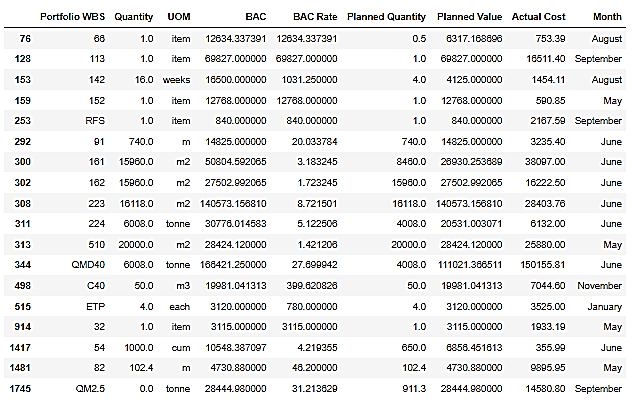 Portfolio WBS Quantity UOM BAC BAC Rate Planned Quantity Planned Value Actual Cost Month
76 66 1.0 item 12634.337391 12634.337391 0.5 6317.168696 753.39 August
128 113 1.0 item 69827.000000 69827.000000 1.0 69827.000000 16511.40 September
153 142 16.0 weeks 16500.000000 1031.250000 4.0 4125.000000 1454.11 August
159 152 1.0 item 12768.000000 12768.000000 1.0 12768.000000 590.85 May
253 RFS 1.0 item 840.000000 840.000000 1.0 840.000000 2167.59 September
292 91 740.0 m 14825.000000 20.033784 740.0 14825.000000 3235.40 June
300 161 15960.0 m2 50804.592065 3.183245 8460.0 26930.253689 38097.00 June
302 162 15960.0 m2 27502.992065 1.723245 15960.0 27502.992065 16222.50 June
308 223 16118.0 m2 140573.156810 8.721501 16118.0 140573.156810 28403.76 June
311 224 6008.0 tonne 30776.014583 5.122506 4008.0 20531.003071 6132.00 June
313 510 20000.0 m2 28424.120000 1.421206 20000.0 28424.120000 25880.00 May
344 QMD40 6008.0 tonne 166421.250000 27.699942 4008.0 111021.366511 150155.81 June
498 C40 50.0 m3 19981.041313 399.620826 50.0 19981.041313 7044.60 November
515 ETP 4.0 each 3120.000000 780.000000 4.0 3120.000000 3525.00 January
914 32 1.0 item 3115.000000 3115.000000 1.0 3115.000000 1933.19 May
1417 54 1000.0 cum 10548.387097 4.219355 650.0 6856.451613 355.99 June
1481 82 102.4 m 4730.880000 46.200000 102.4 4730.880000 9895.95 May
1745 QM2.5 0.0 tonne 28444.980000 31.213629 911.3 28444.980000 14580.80 September